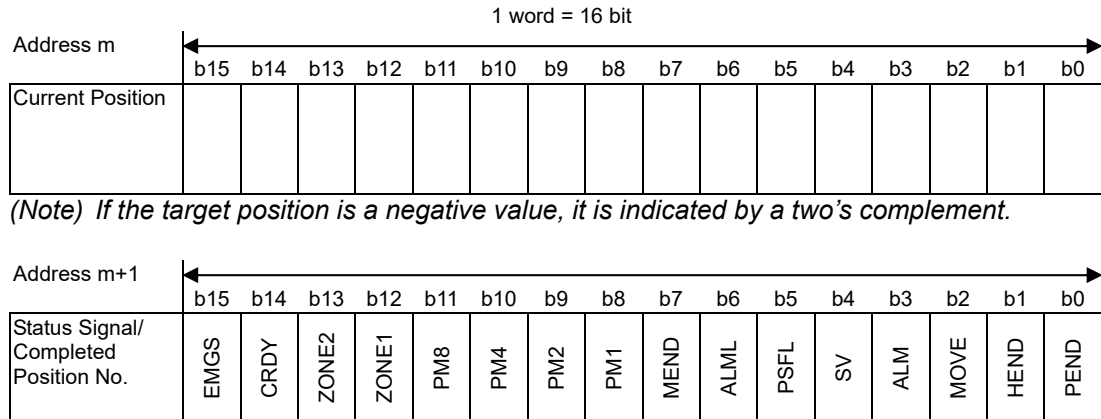 1 word = 16 bit
Address m
b15 b14 b13 b12 b11 b10 b9 b8 b7 b6 b5 b4 b3 b2 b1 b0
Current Position
(Note) If the target position is a negative value, it is indicated by a two's complement.
Address m+1
b15 b14 b13 b12 b11 b10 b9 b8 b7 b6 b5 b4 b3 b2 b1 b0
Status Signal/
Completed
Position No.
EMGS CRDY ZONE2 ZONE1 PM8 PM4 PM2 PM1 MEND ALML PSFL SV ALM MOVE HEND PEND